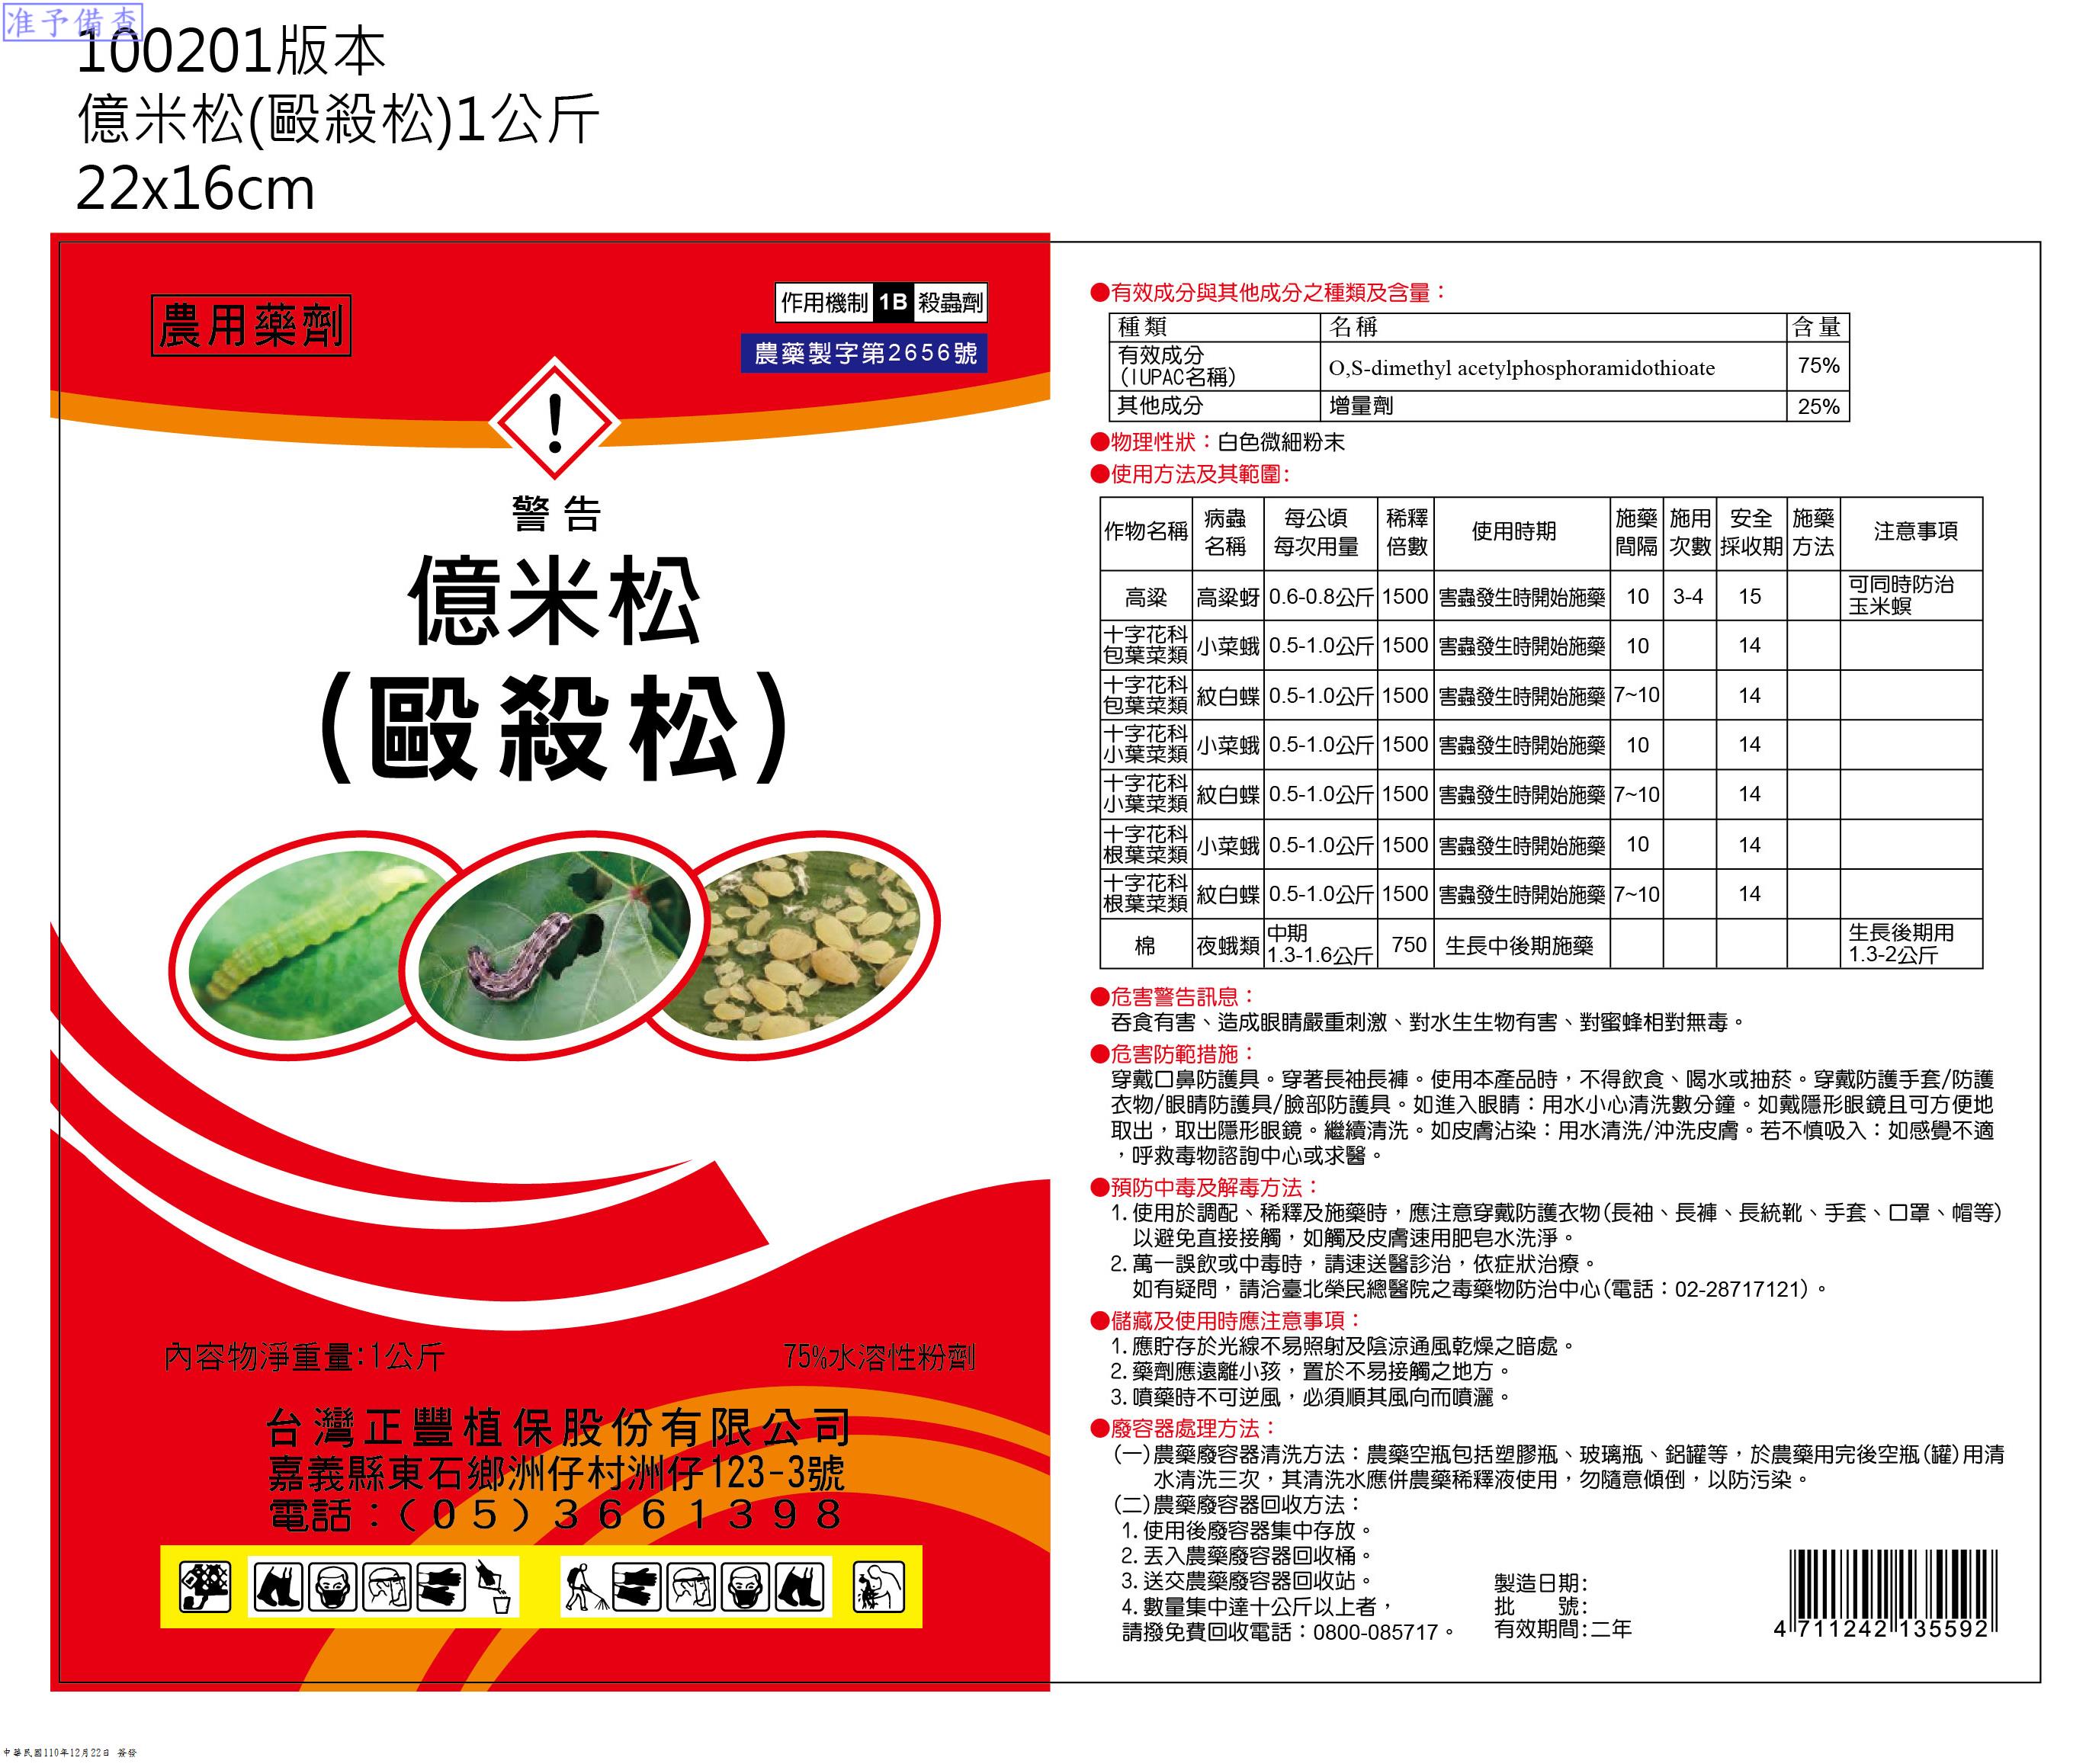 准予備查
100201版本
億米松(毆殺松)1公斤
22x16cm
農用藥劑
作用機制 1B 殺蟲劑
農藥製字第2656號
!
警告
億米松
(毆殺松)
內容物淨重量:1公斤
75%水溶性粉劑
台灣正豐植保股份有限公司
嘉義縣東石鄉洲仔村洲仔123-3號
電話：(05)3661398
●有效成分與其他成分之種類及含量：
種類 名稱 含量
有效成分
(IUPAC名稱) O,S-dimethyl acetylphosphoramidothioate 75%
其他成分 增量劑 25%
●物理性狀：白色微細粉末
●使用方法及其範圍:
作物名稱 病蟲名稱 每公頃每次用量 稀釋倍數 使用時期 施藥間隔 施用次數 安全採收期 施藥方法 注意事項
高粱 高粱蚜 0.6-0.8公斤 1500 害蟲發生時開始施藥 10 3-4 15 可同時防治玉米螟
十字花科包葉菜類 小菜蛾 0.5-1.0公斤 1500 害蟲發生時開始施藥 10 14
十字花科包葉菜類 紋白蝶 0.5-1.0公斤 1500 害蟲發生時開始施藥 7~10 14
十字花科小葉菜類 小菜蛾 0.5-1.0公斤 1500 害蟲發生時開始施藥 10 14
十字花科小葉菜類 紋白蝶 0.5-1.0公斤 1500 害蟲發生時開始施藥 7~10 14
十字花科根葉菜類 小菜蛾 0.5-1.0公斤 1500 害蟲發生時開始施藥 10 14
十字花科根葉菜類 紋白蝶 0.5-1.0公斤 1500 害蟲發生時開始施藥 7~10 14
棉 夜蛾類 中期1.3-1.6公斤 750 生長中後期施藥 生長後期用1.3-2公斤
●危害警告訊息：
吞食有害、造成眼睛嚴重刺激、對水生生物有害、對蜜蜂相對無毒。
●危害防範措施：
穿戴口鼻防護具。穿著長袖長褲。使用本產品時，不得飲食、喝水或抽菸。穿戴防護手套/防護
衣物/眼睛防護具/臉部防護具。如進入眼睛：用水小心清洗數分鐘。如戴隱形眼鏡且可方便地
取出，取出隱形眼鏡。繼續清洗。如皮膚沾染：用水清洗/沖洗皮膚。若不慎吸入：如感覺不適
，呼救毒物諮詢中心或求醫。
●預防中毒及解毒方法：
1.使用於調配、稀釋及施藥時，應注意穿戴防護衣物(長袖、長褲、長統靴、手套、口罩、帽等)
以避免直接接觸，如觸及皮膚速用肥皂水洗淨。
2.萬一誤飲或中毒時，請速送醫診治，依症狀治療。
如有疑問，請洽臺北榮民總醫院之毒藥物防治中心(電話：02-28717121)。
●儲藏及使用時應注意事項：
1.應貯存於光線不易照射及陰涼通風乾燥之暗處。
2.藥劑應遠離小孩，置於不易接觸之地方。
3.噴藥時不可逆風，必須順其風向而噴灑。
●廢容器處理方法：
(一)農藥廢容器清洗方法：農藥空瓶包括塑膠瓶、玻璃瓶、鋁罐等，於農藥用完後空瓶(罐)用清
水清洗三次，其清洗水應併農藥稀釋液使用，勿隨意傾倒，以防污染。
(二)農藥廢容器回收方法：
1.使用後廢容器集中存放。
2.丟入農藥廢容器回收桶。
3.送交農藥廢容器回收站。
4.數量集中達十公斤以上者，
請撥免費回收電話：0800-085717。
製造日期:
批 號:
有效期間:二年
4 711242 135592
中華民國110年12月22日 簽發